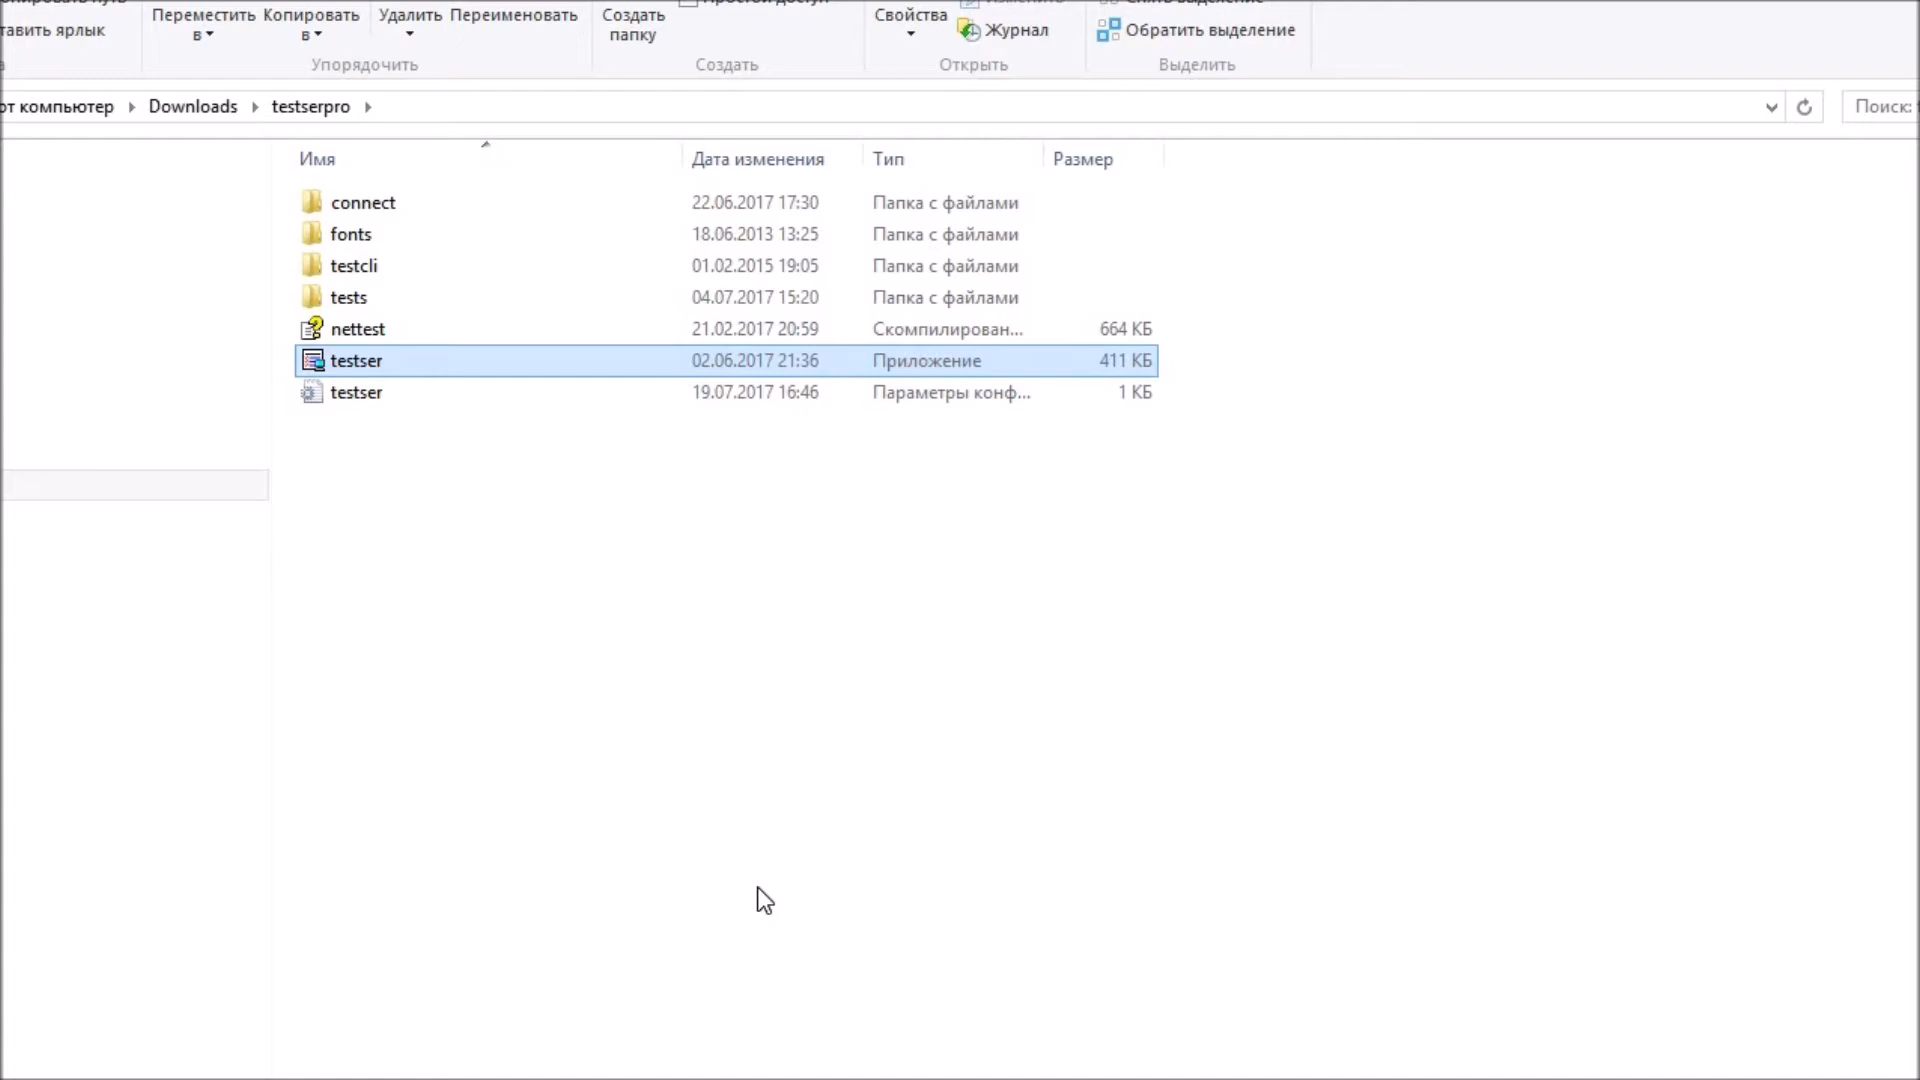 тавить ярлык
Переместить в
Копировать в
Удалить
Переименовать
Упорядочить
Создать папку
Создать
Свойства
Журнал
Открыть
Обратить выделение
Выделить
от компьютер
Downloads
testserpro
Поиск:
Имя
Дата изменения
Тип
Размер
connect 22.06.2017 17:30 Папка с файлами
fonts 18.06.2013 13:25 Папка с файлами
testcli 01.02.2015 19:05 Папка с файлами
tests 04.07.2017 15:20 Папка с файлами
nettest 21.02.2017 20:59 Скомпилирован... 664 КБ
testser 02.06.2017 21:36 Приложение 411 КБ
testser 19.07.2017 16:46 Параметры конф... 1 КБ